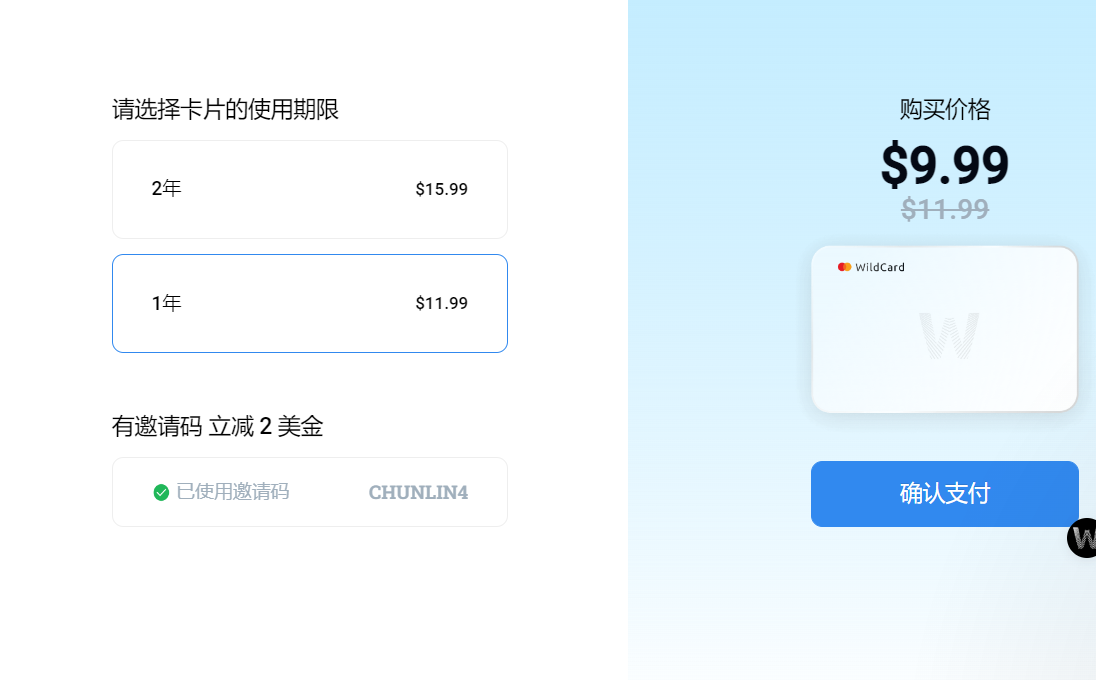 请选择卡片的使用期限
2年 $15.99
1年 $11.99
有邀请码 立减 2 美金
已使用邀请码 CHUNLIN4
购买价格
$9.99
$11.99
WildCard
W
确认支付
W